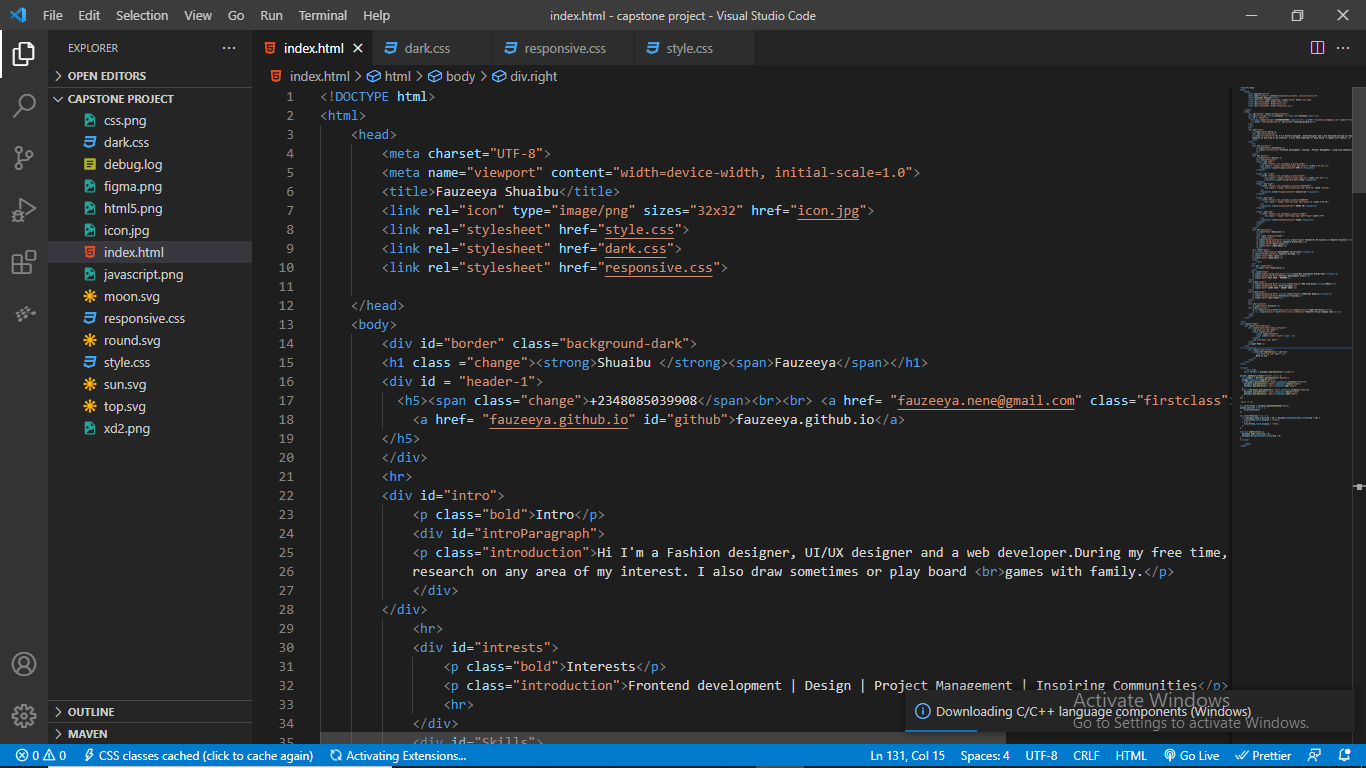 File Edit Selection View Go Run Terminal Help index.html - capstone project - Visual Studio Code
EXPLORER
OPEN EDITORS
CAPSTONE PROJECT
css.png
dark.css
debug.log
figma.png
html5.png
icon.jpg
index.html
javascript.png
moon.svg
responsive.css
round.svg
style.css
sun.svg
top.svg
xd2.png
OUTLINE
MAVEN
index.html dark.css responsive.css style.css
index.html > html > body > div.right
1 <!DOCTYPE html>
2 <html>
3 <head>
4 <meta charset="UTF-8">
5 <meta name="viewport" content="width=device-width, initial-scale=1.0">
6 <title>Fauzeeya Shuaibu</title>
7 <link rel="icon" type="image/png" sizes="32x32" href="icon.jpg">
8 <link rel="stylesheet" href="style.css">
9 <link rel="stylesheet" href="dark.css">
10 <link rel="stylesheet" href="responsive.css">
11
12 </head>
13 <body>
14 <div id="border" class="background-dark">
15 <h1 class ="change"><strong>Shuaibu </strong><span>Fauzeeya</span></h1>
16 <div id = "header-1">
17 <h5><span class="change">+2348085039908</span><br><br> <a href= "fauzeeya.nene@gmail.com" class="firstclass"
18 <a href= "fauzeeya.github.io" id="github">fauzeeya.github.io</a>
19 </h5>
20 </div>
21 <hr>
22 <div id="intro">
23 <p class="bold">Intro</p>
24 <div id="introParagraph">
25 <p class="introduction">Hi I'm a Fashion designer, UI/UX designer and a web developer.During my free time,
26 research on any area of my interest. I also draw sometimes or play board <br>games with family.</p>
27 </div>
28 </div>
29 <hr>
30 <div id="intrests">
31 <p class="bold">Interests</p>
32 <p class="introduction">Frontend development | Design | Project Management | Inspiring Communities</p>
33 <hr>
34 </div>
35 <div id="Skills">
Activate Windows
Downloading C/C++ language components (Windows)
Go to Settings to activate Windows.
0 0 CSS classes cached (click to cache again) Activating Extensions... Ln 131, Col 15 Spaces: 4 UTF-8 CRLF HTML Go Live Prettier